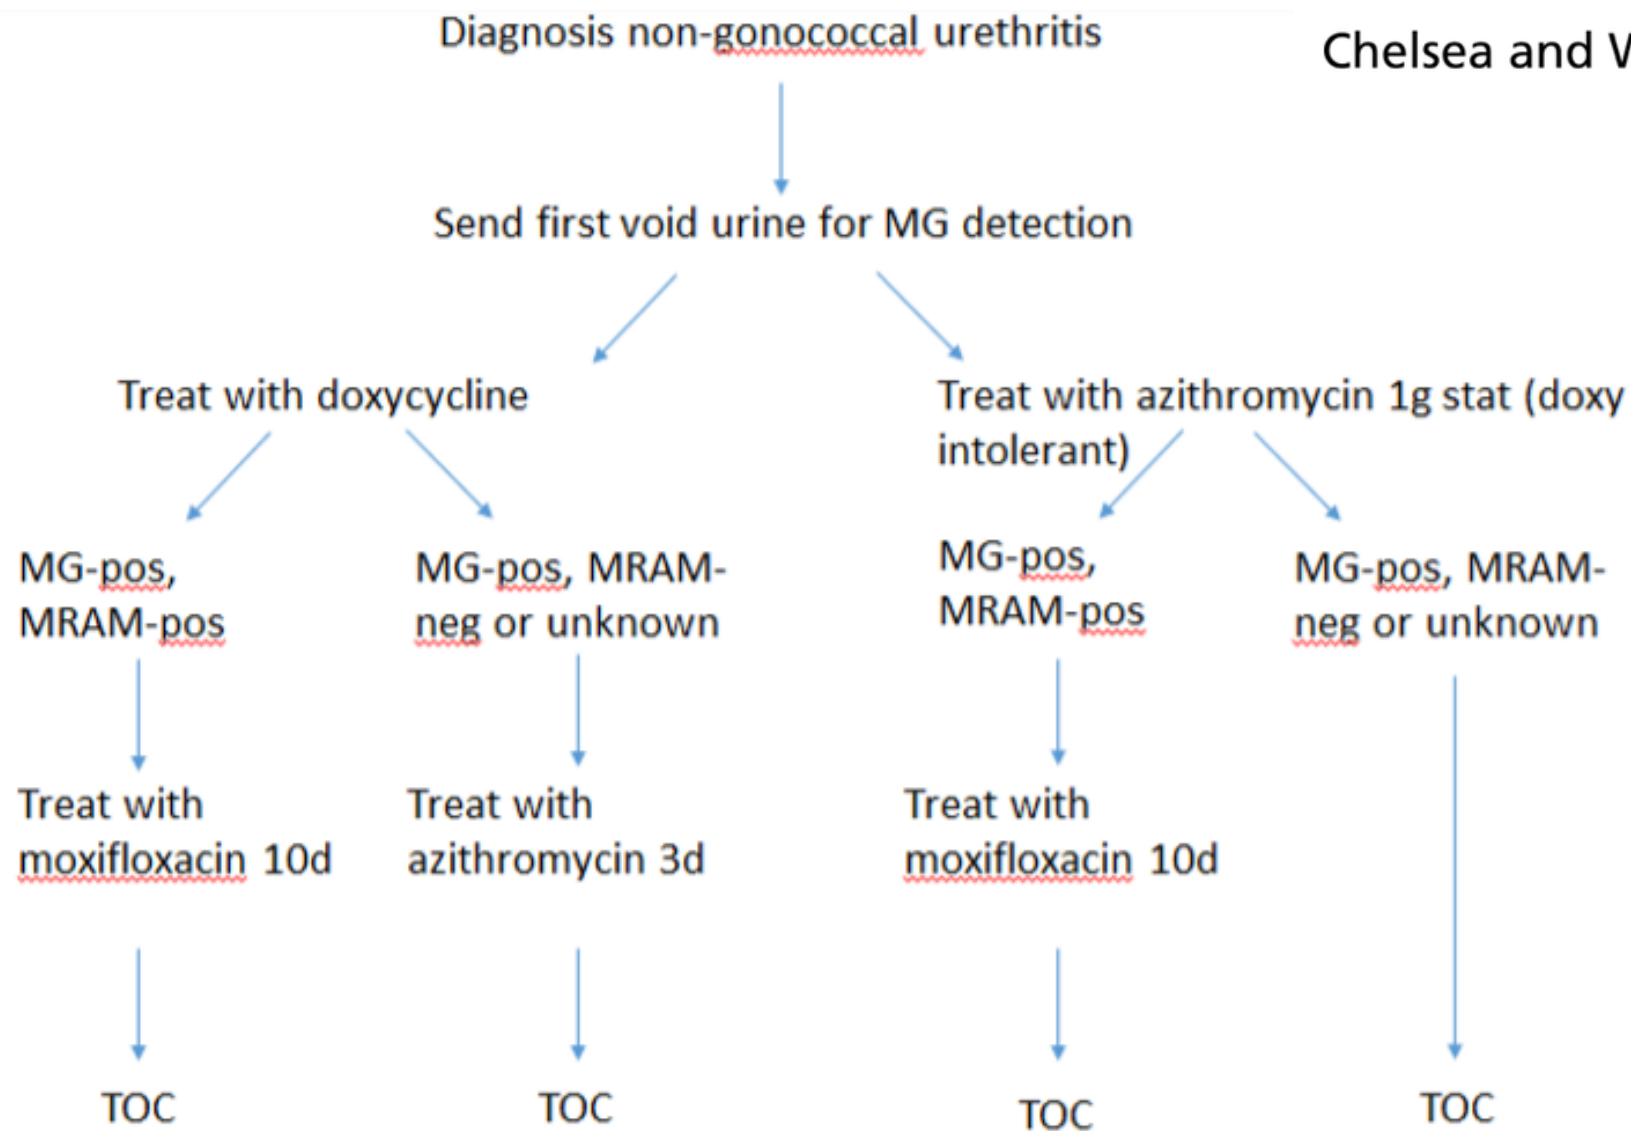 Diagnosis non-gonococcal urethritis
Chelsea and
Send first void urine for MG detection
Treat with doxycycline
Treat with azithromycin 1g stat (doxy
intolerant)
MG-pos,
MRAM-pos
MG-pos, MRAM-
neg or unknown
MG-pos,
MRAM-pos
MG-pos, MRAM-
neg or unknown
Treat with
moxifloxacin 10d
Treat with
azithromycin 3d
Treat with
moxifloxacin 10d
TOC
TOC
TOC
TOC